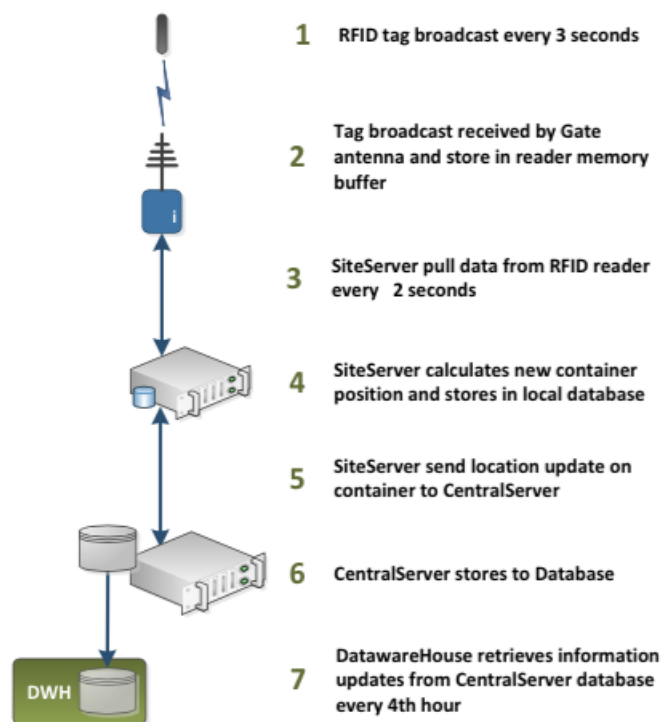 1 RFID tag broadcast every 3 seconds
2 Tag broadcast received by Gate
antenna and store in reader memory
buffer
3 SiteServer pull data from RFID reader
every 2 seconds
4 SiteServer calculates new container
position and stores in local database
5 SiteServer send location update on
container to CentralServer
6 CentralServer stores to Database
DWH
7 DatawareHouse retrieves information
updates from CentralServer database
every 4th hour